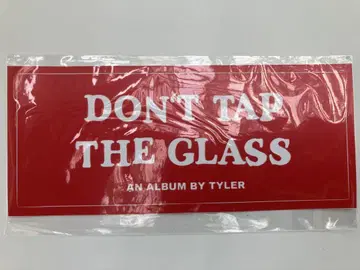 DON'T TAP
THE GLASS
AN ALBUM BY TYLER